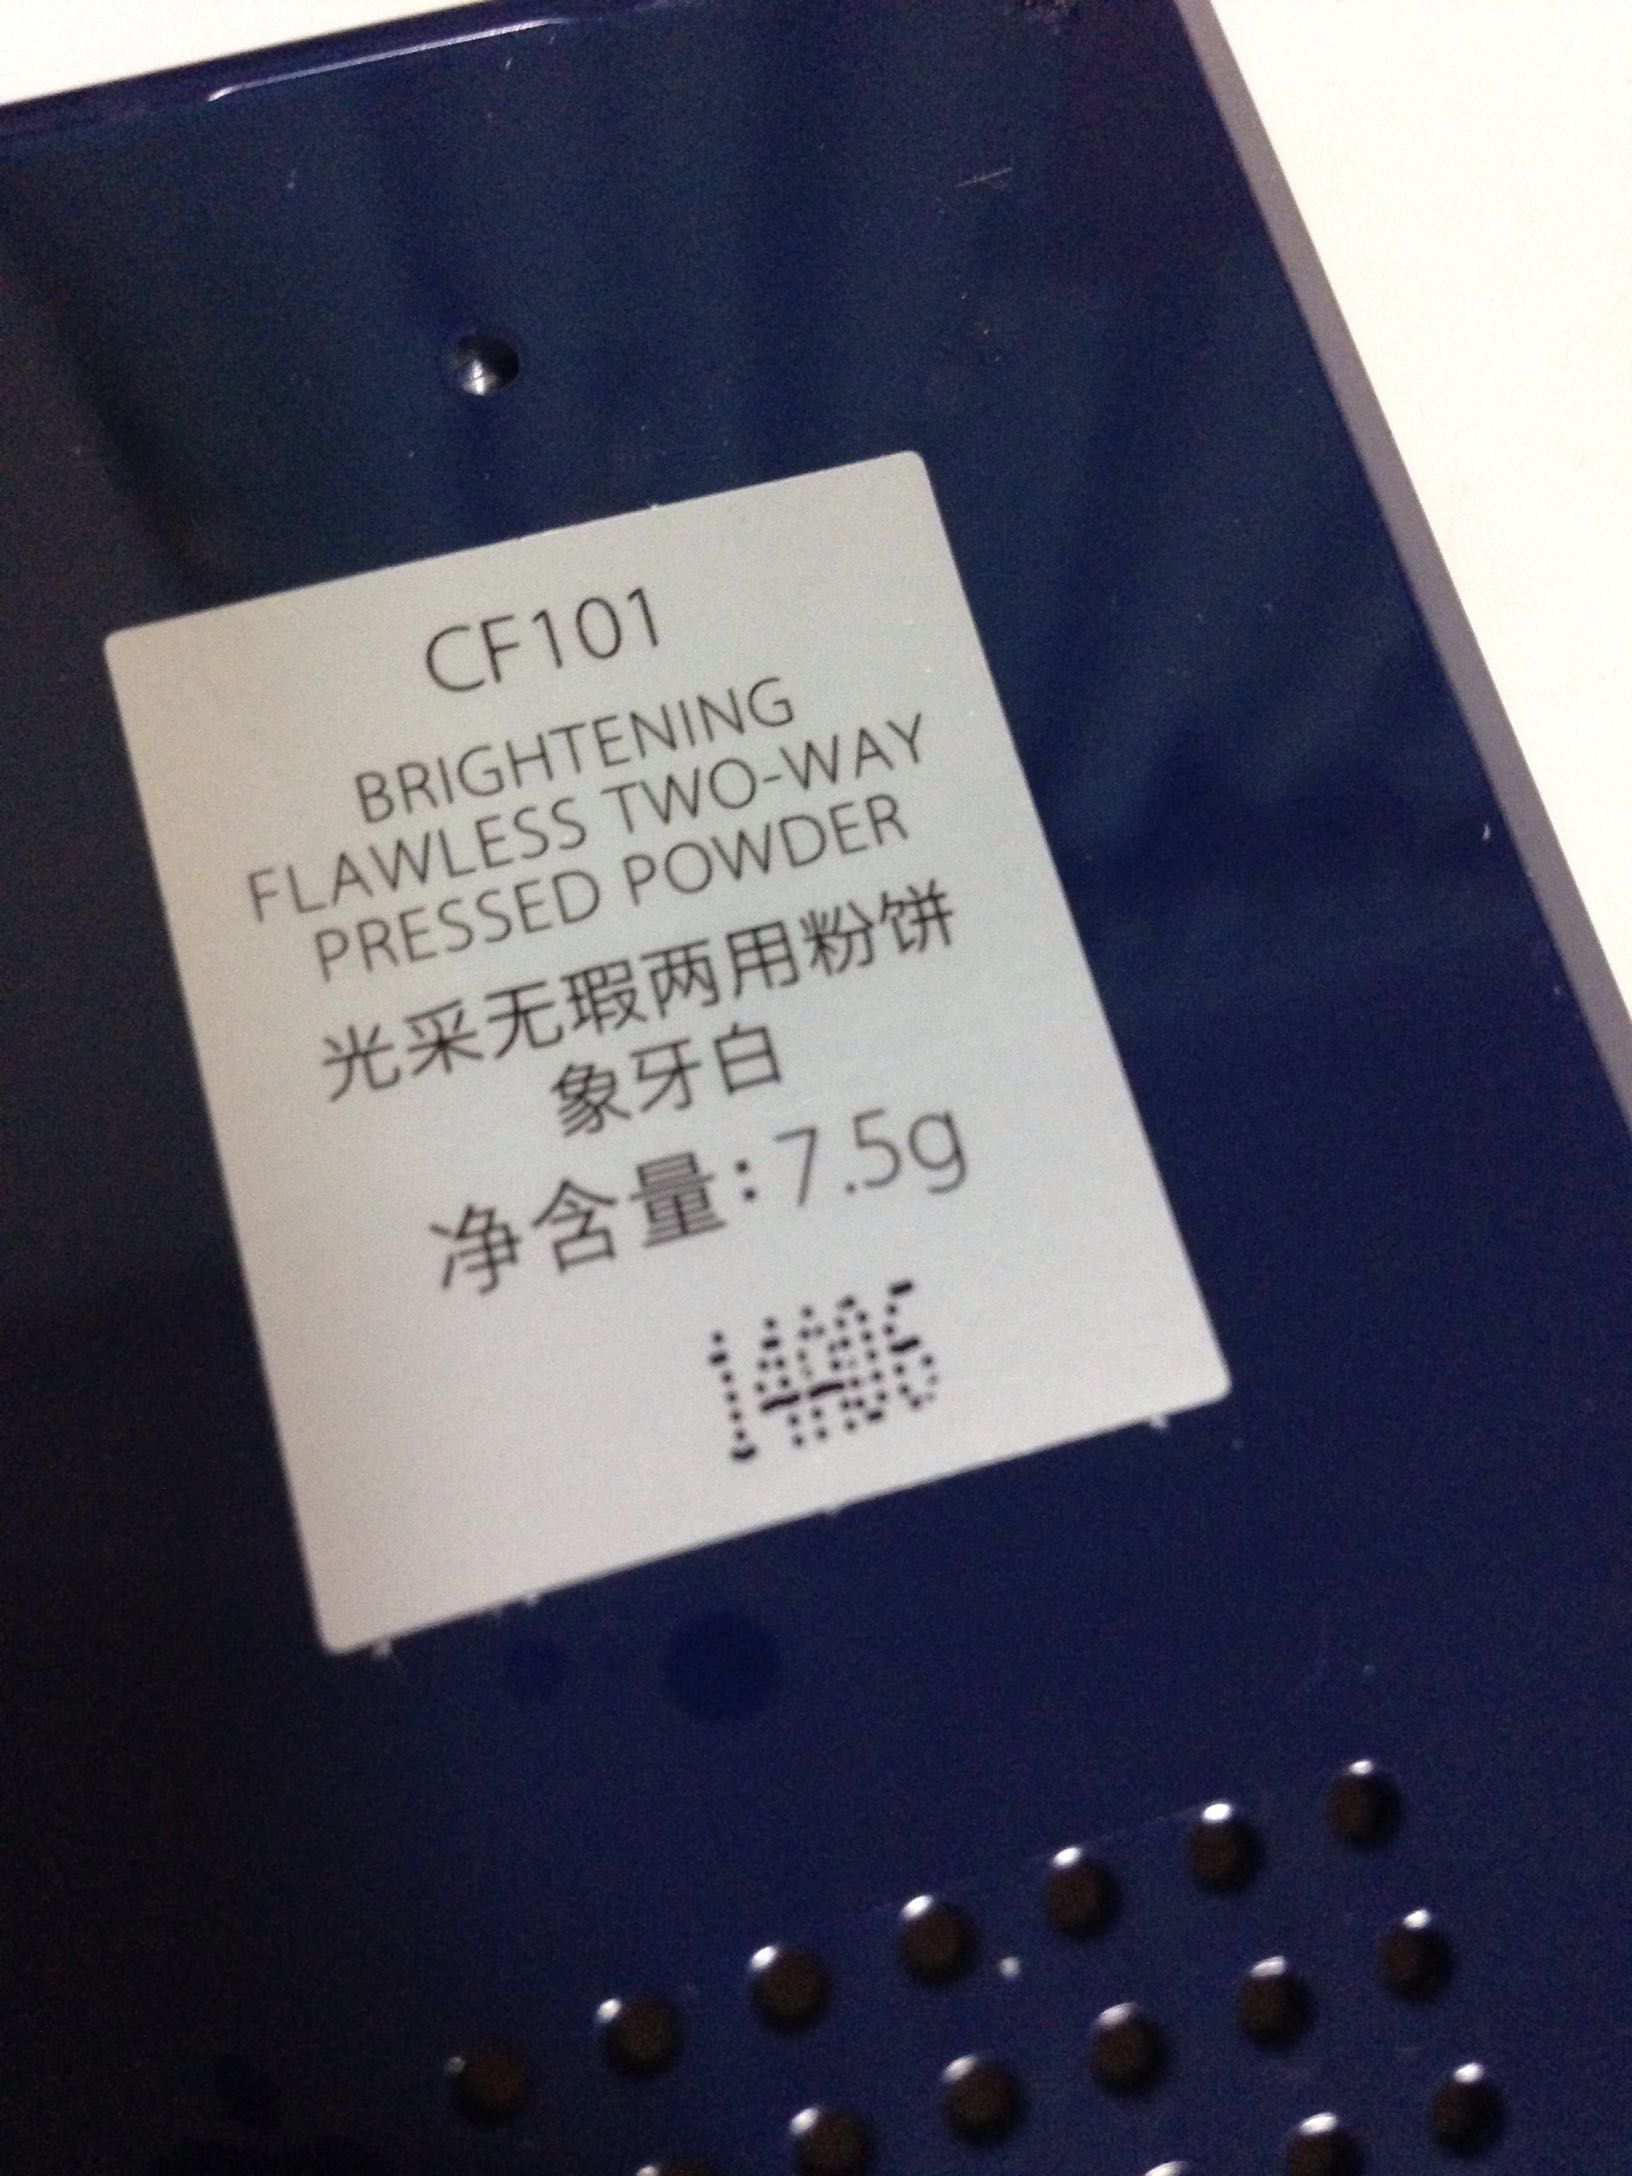 CF101
BRIGHTENING
FLAWLESS TWO-WAY
PRESSED POWDER
光采无瑕两用粉饼
象牙白
净含量:7.5g